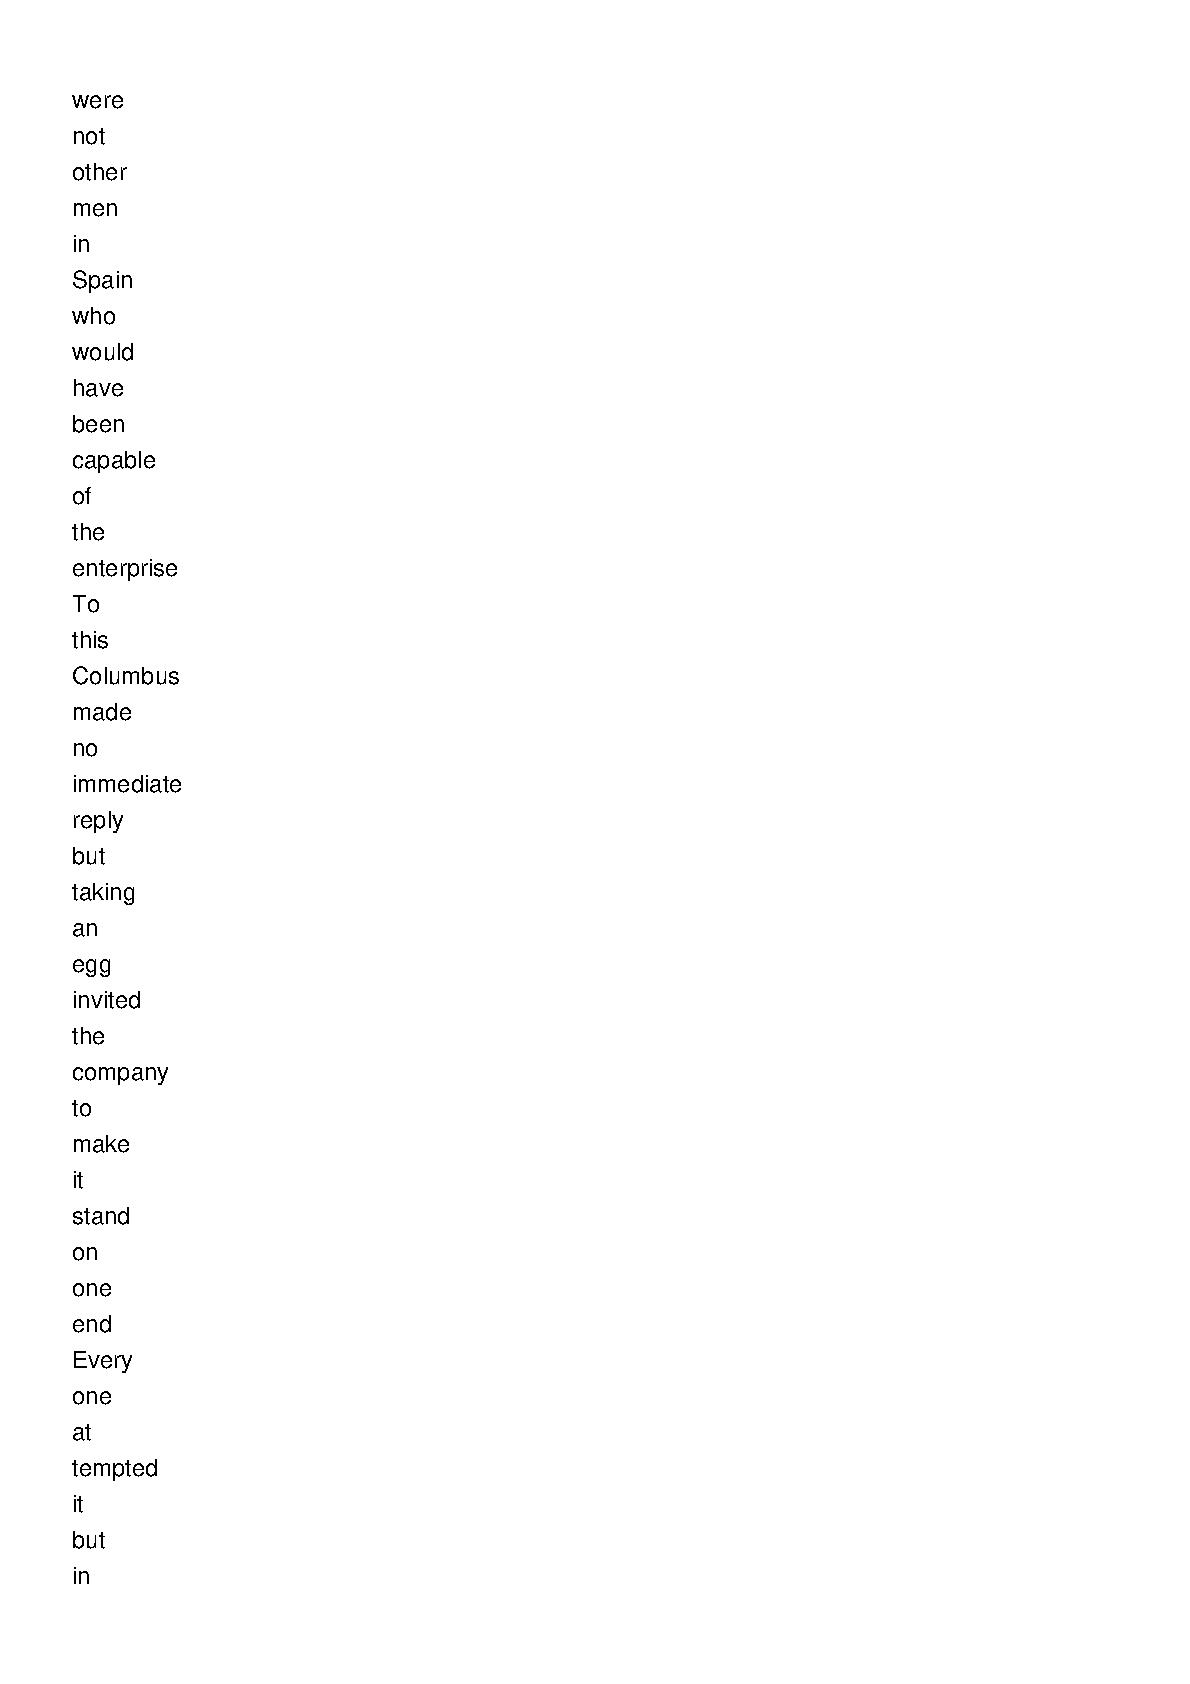 were
not
other
men
in
Spain
who
would
have
been
capable
of
the
enterprise
To
this
Columbus
made
no
immediate
reply
but
taking
an
egg
invited
the
company
to
make
it
stand
on
one
end
Every
one
at
tempted
it
but
in